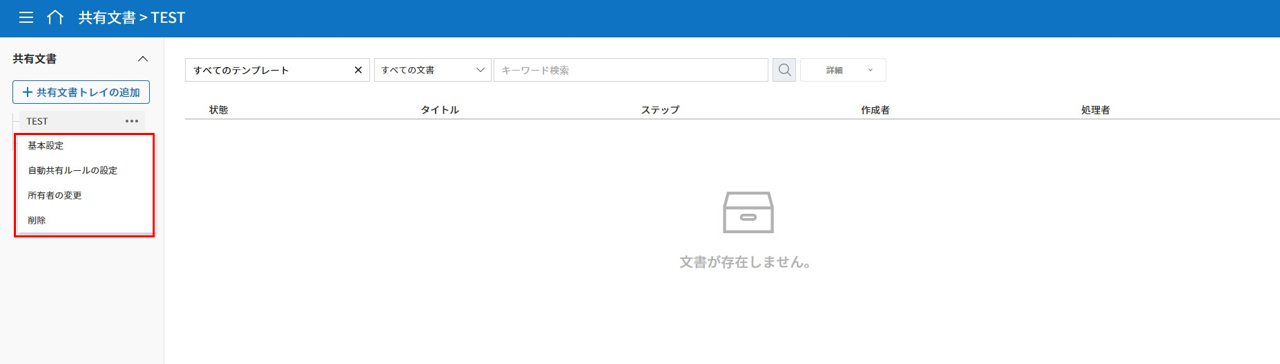 共有文書 > TEST
共有文書
+ 共有文書トレイの追加
TEST
基本設定
自動共有ルールの設定
所有者の変更
削除
すべてのテンプレート
すべての文書
キーワード検索
詳細
状態 タイトル ステップ 作成者 処理者
文書が存在しません。